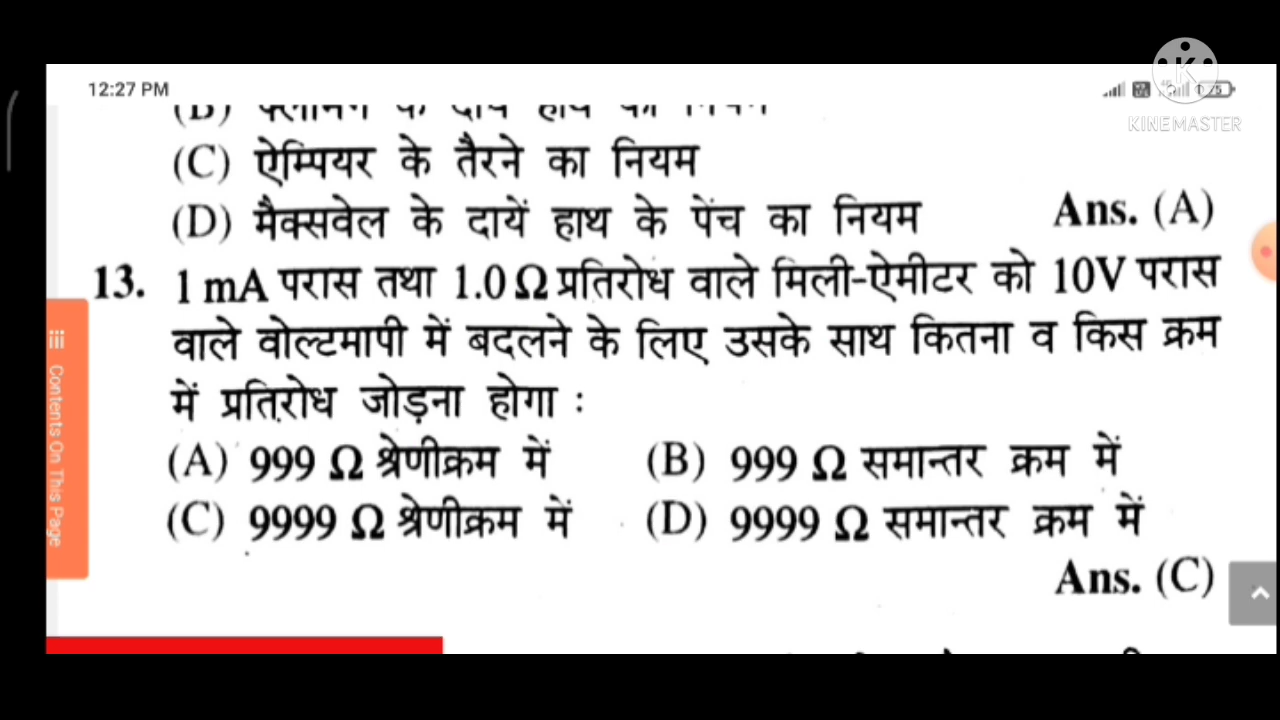 12:27 PM
KINEMASTER
(C) ऐम्पियर के तैरने का नियम
(D) मैक्सवेल के दायें हाथ के पेंच का नियम Ans. (A)
13. 1 mA परास तथा 1.0 Ω प्रतिरोध वाले मिली-ऐमीटर को 10V परास
वाले वोल्टमापी में बदलने के लिए उसके साथ कितना व किस क्रम
में प्रतिरोध जोड़ना होगा :
(A) 999 Ω श्रेणीक्रम में (B) 999 Ω समान्तर क्रम में
(C) 9999 Ω श्रेणीक्रम में (D) 9999 Ω समान्तर क्रम में
Ans. (C)
Contents On This Page